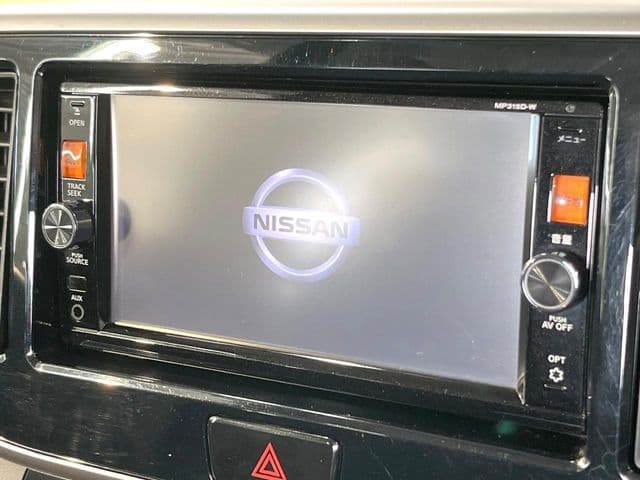 MP315D-W
OPEN
TRACK
SEEK
PUSH
SOURCE
AUX
NISSAN
メニュー
音量
PUSH
AV OFF
OPT